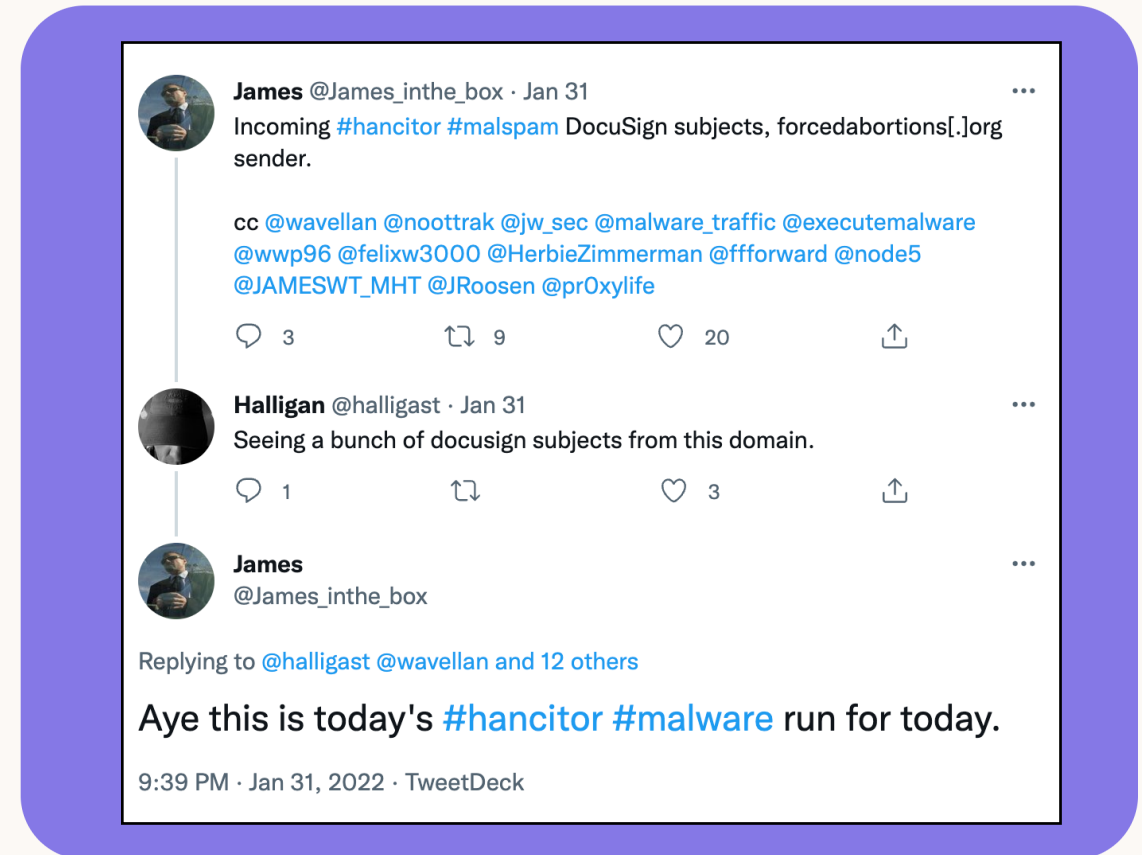 James @James_inthe_box · Jan 31
Incoming #hancitor #malspam DocuSign subjects, forcedabortions[.]org
sender.
cc @wavellan @noottrak @jw_sec @malware_traffic @executemalware
@wwp96 @felixw3000 @HerbieZimmerman @ffforward @node5
@JAMESWT_MHT @JRoosen @pr0xylife
3 9 20
Halligan @halligast · Jan 31
Seeing a bunch of docusign subjects from this domain.
1 3
James
@James_inthe_box
Replying to @halligast @wavellan and 12 others
Aye this is today's #hancitor #malware run for today.
9:39 PM · Jan 31, 2022 · TweetDeck